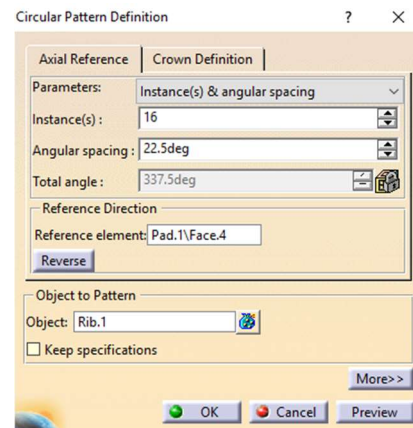 Circular Pattern Definition ? X
Axial Reference Crown Definition
Parameters: Instance(s) & angular spacing
Instance(s) : 16
Angular spacing : 22.5deg
Total angle : 337.5deg
Reference Direction
Reference element: Pad.1\Face.4
Reverse
Object to Pattern
Object: Rib.1
Keep specifications
More>>
OK Cancel Preview